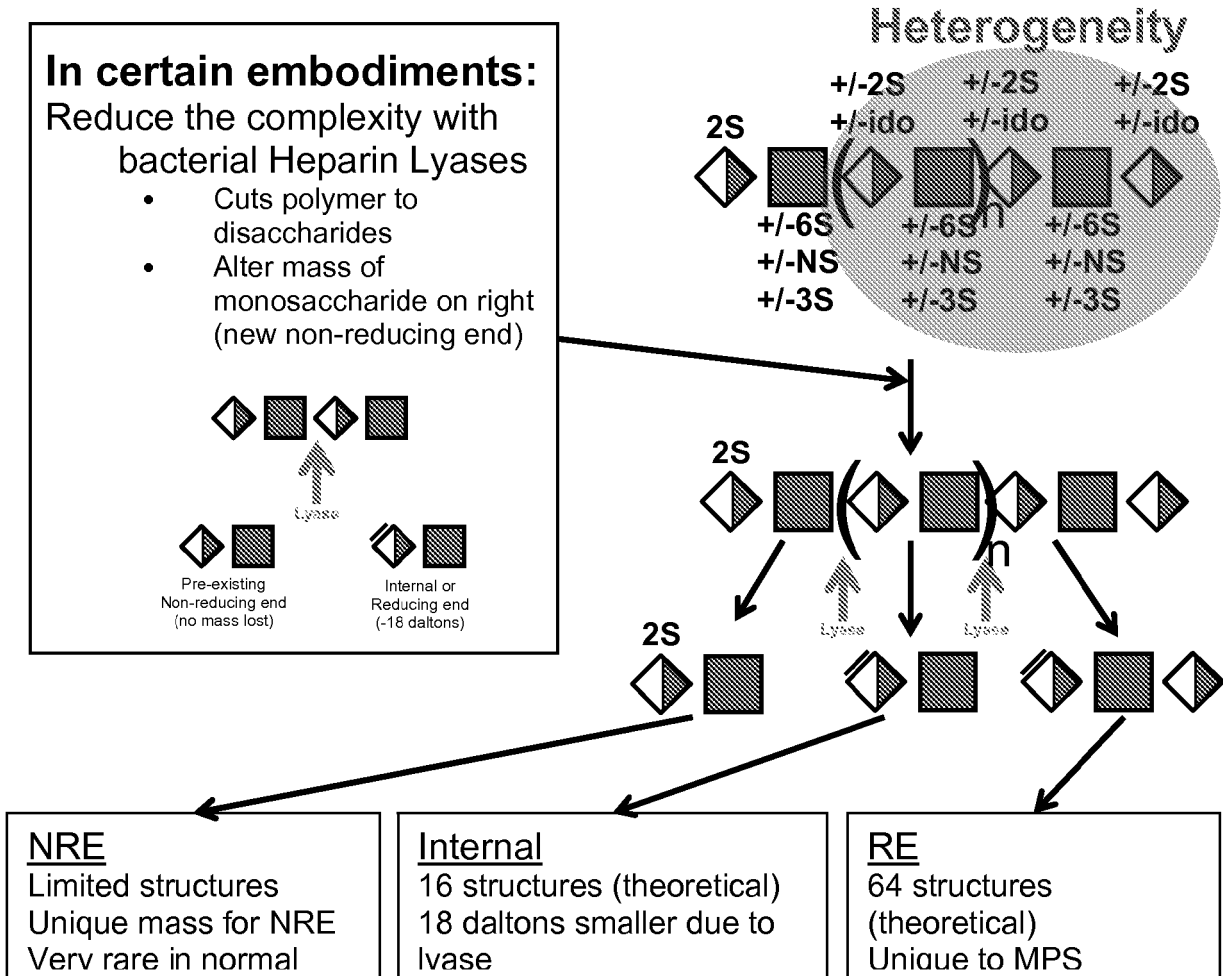 Heterogeneity
In certain embodiments:
Reduce the complexity with
bacterial Heparin Lyases
• Cuts polymer to
disaccharides
• Alter mass of
monosaccharide on right
(new non-reducing end)
Lyase
Pre-existing
Non-reducing end
(no mass lost)
Internal or
Reducing end
(-18 daltons)
+/-2S +/-2S +/-2S
2S +/-ido +/-ido +/-ido
( ) n
+/-6S +/-6S +/-6S
+/-NS +/-NS +/-NS
+/-3S +/-3S +/-3S
2S
( ) n
Lyase Lyase
2S
NRE
Limited structures
Unique mass for NRE
Very rare in normal
Internal
16 structures (theoretical)
18 daltons smaller due to
lyase
RE
64 structures
(theoretical)
Unique to MPS